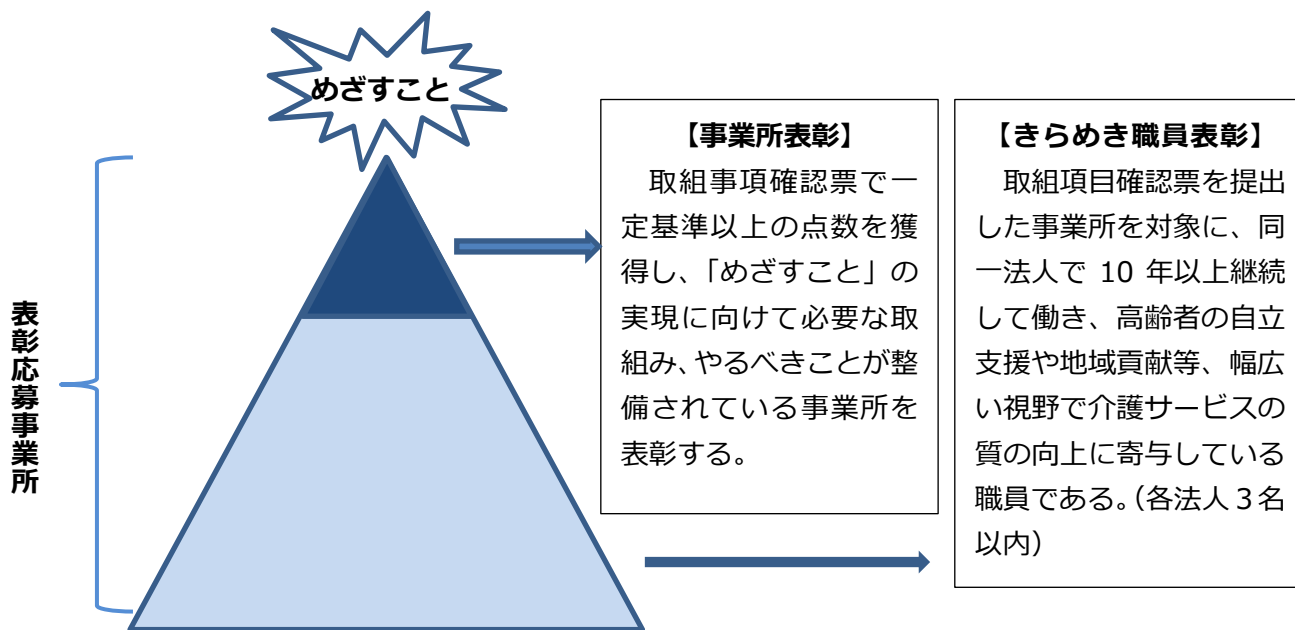 めざすこと
表彰応募事業所
【事業所表彰】
取組事項確認票で一
定基準以上の点数を獲
得し、「めざすこと」の
実現に向けて必要な取
組み、やるべきことが整
備されている事業所を
表彰する。
【きらめき職員表彰】
取組項目確認票を提出
した事業所を対象に、同
一法人で 10 年以上継続
して働き、高齢者の自立
支援や地域貢献等、幅広
い視野で介護サービスの
質の向上に寄与している
職員である。（各法人３名
以内）